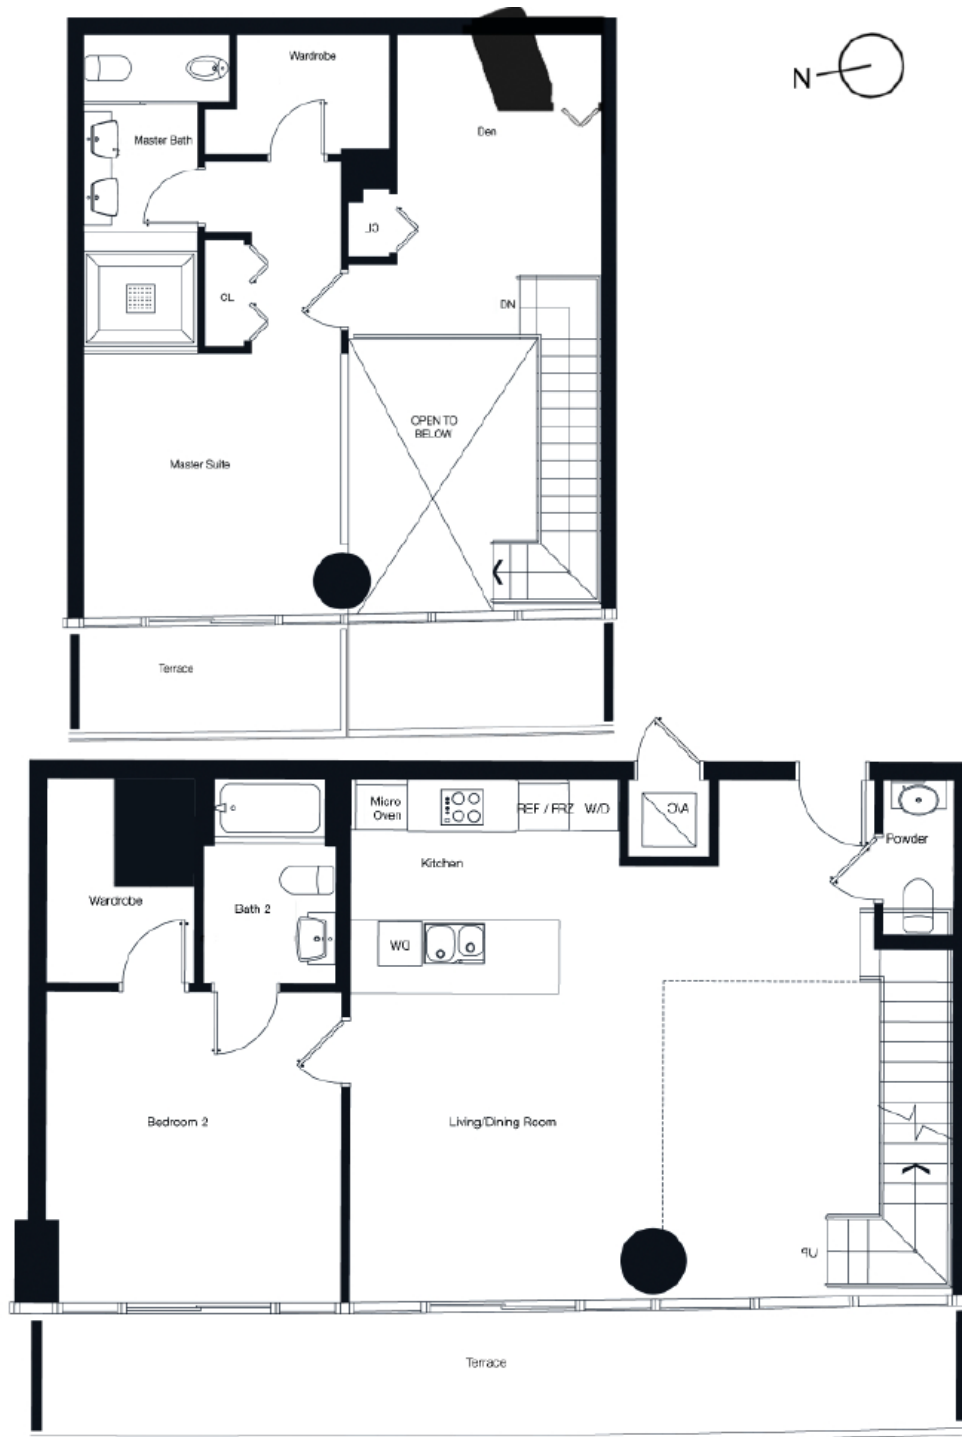 Wardrobe
N
Den
Master Bath
CL
CL
DN
OPEN TO
BELOW
Master Suite
Terrace
Micro
Oven
REF / FRZ
W/D
A/C
Powder
Kitchen
Wardrobe
Bath 2
DW
Bedroom 2
Living/Dining Room
UP
Terrace